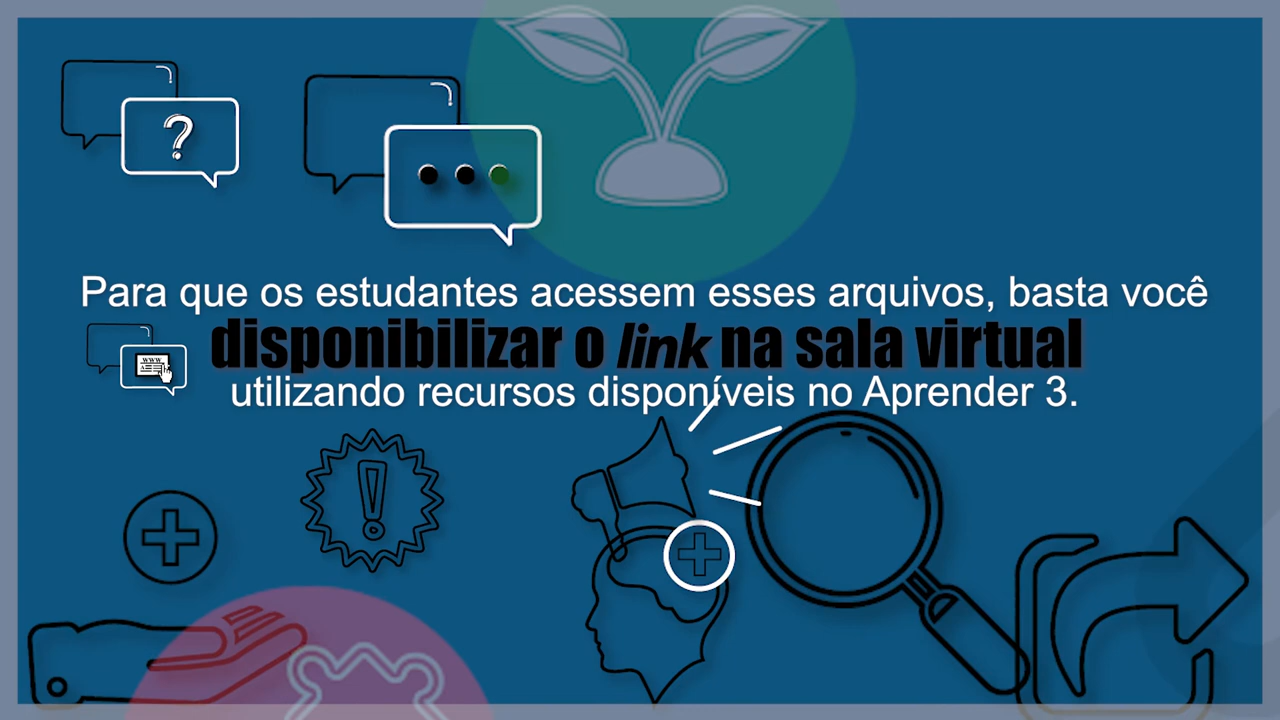 ?
Para que os estudantes acessem esses arquivos, basta você
disponibilizar o link na sala virtual
WWW
utilizando recursos disponíveis no Aprender 3.
!